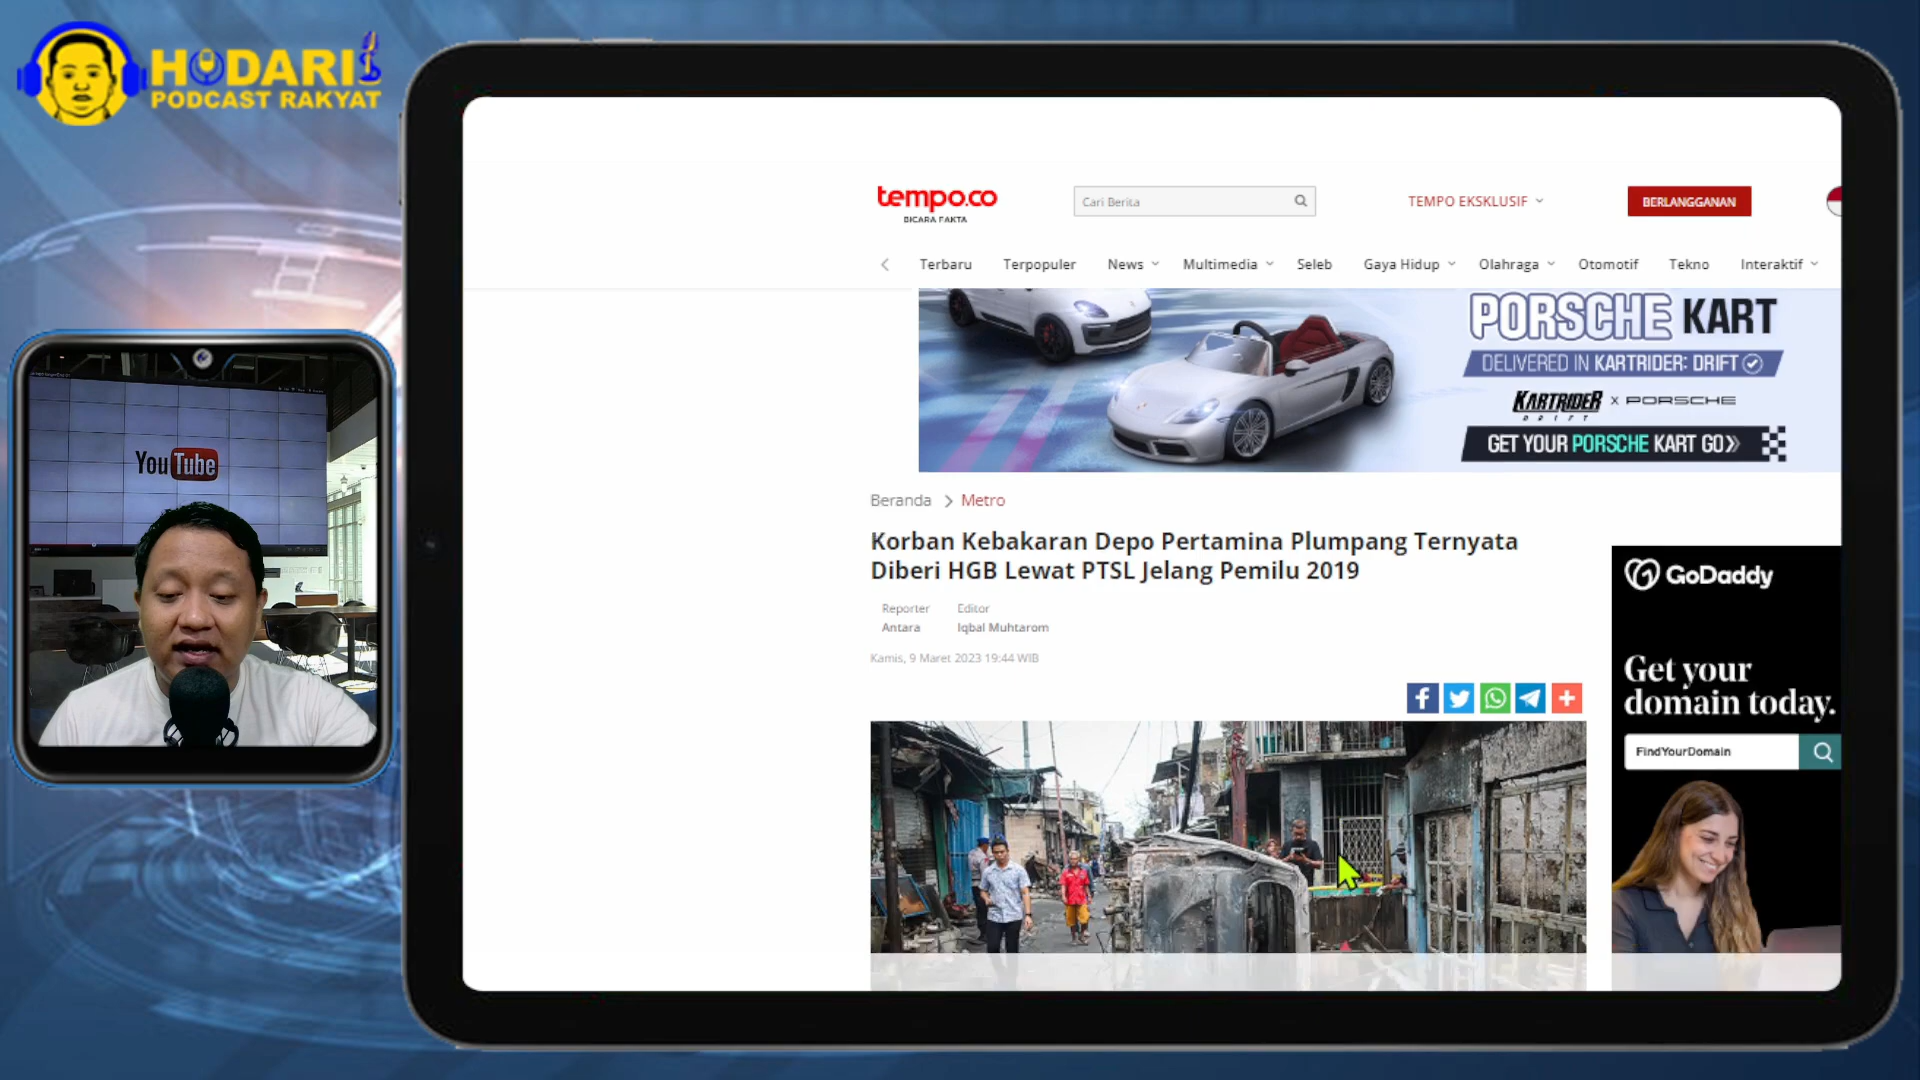 HODARI
PODCAST RAKYAT
YouTube
tempo.co
BICARA FAKTA
Cari Berita
TEMPO EKSKLUSIF
BERLANGGANAN
Terbaru
Terpopuler
News
Multimedia
Seleb
Gaya Hidup
Olahraga
Otomotif
Tekno
Interaktif
PORSCHE KART
DELIVERED IN KARTRIDER: DRIFT
KARTRIDER X PORSCHE
DRIFT
GET YOUR PORSCHE KART GO
Beranda > Metro
Korban Kebakaran Depo Pertamina Plumpang Ternyata
Diberi HGB Lewat PTSL Jelang Pemilu 2019
Reporter
Antara
Editor
Iqbal Muhtarom
Kamis, 9 Maret 2023 19:44 WIB
GoDaddy
Get your
domain today.
FindYourDomain